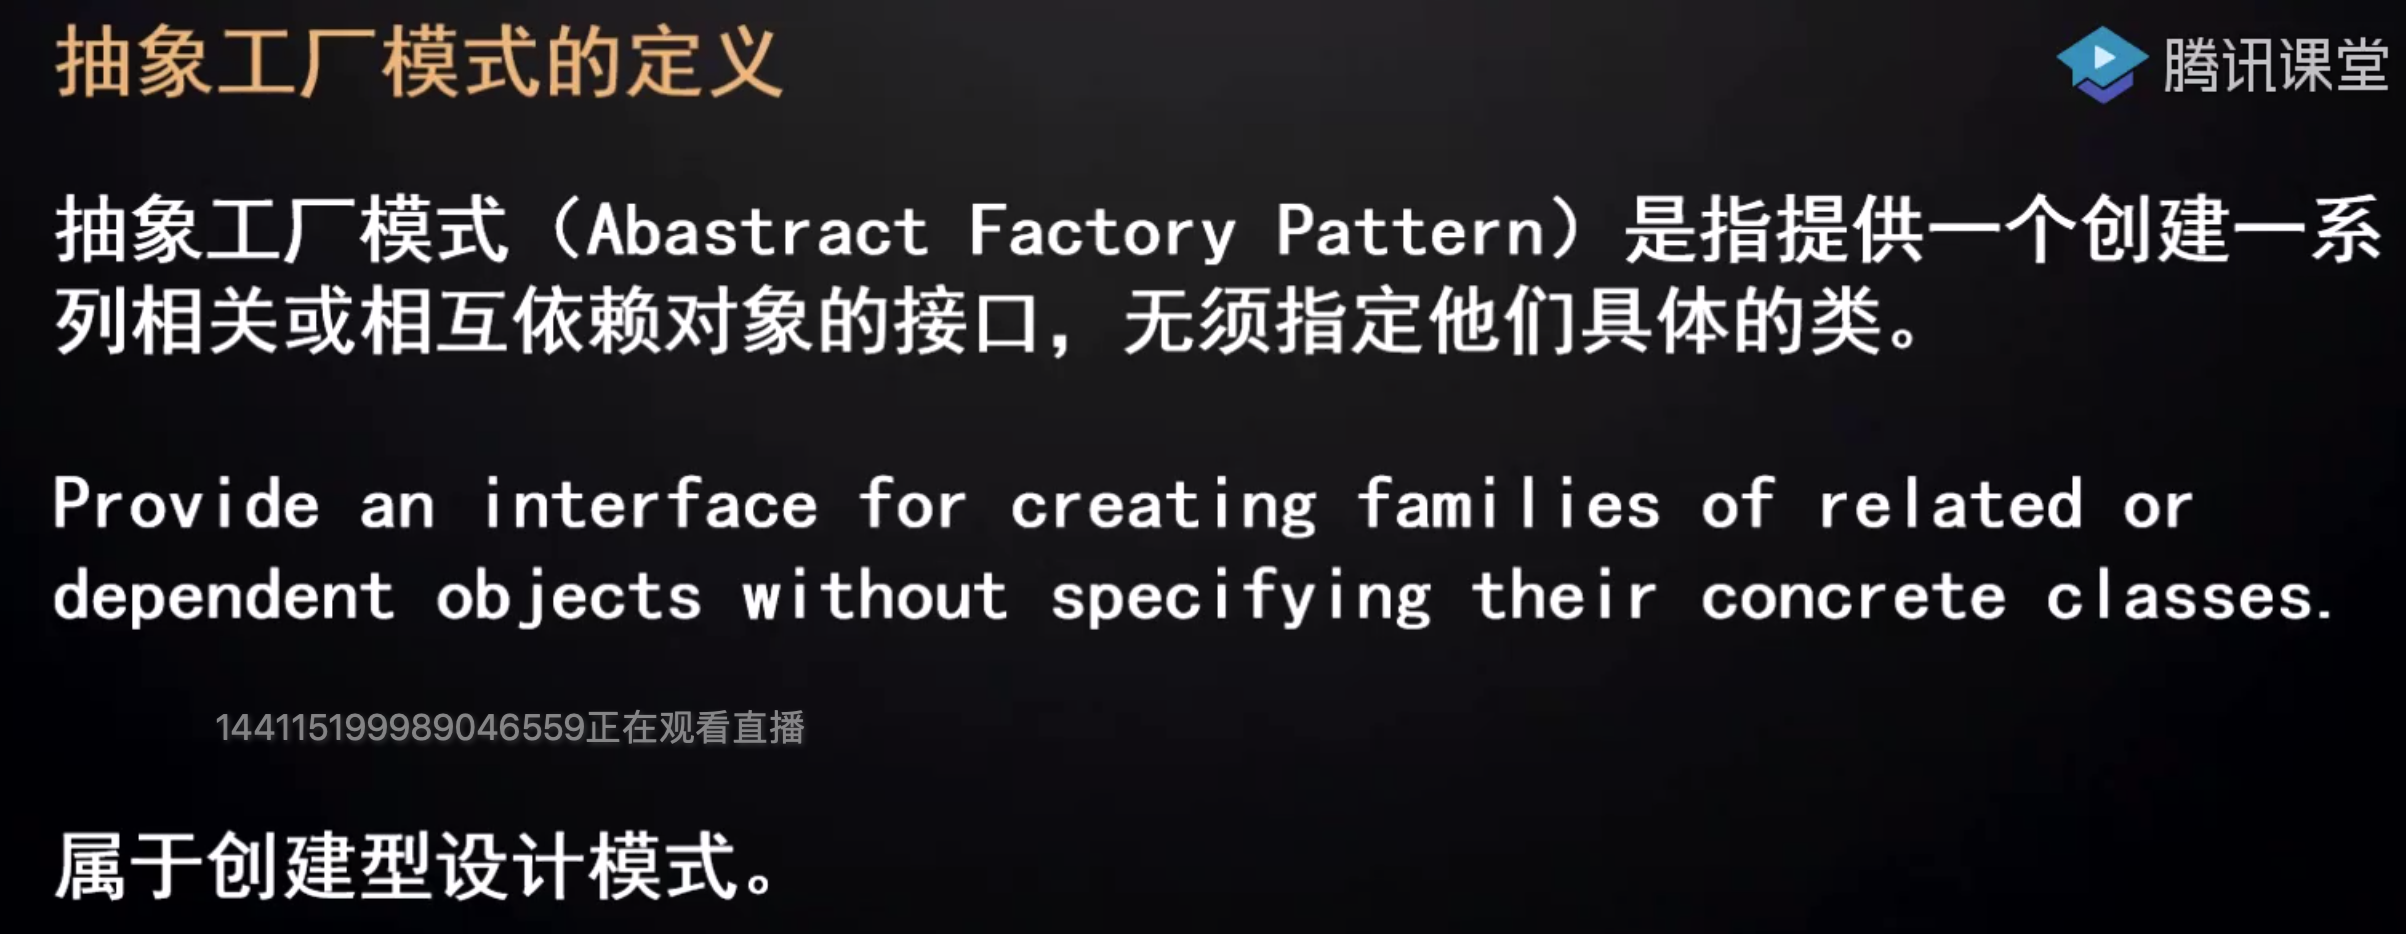 抽象工厂模式的定义
腾讯课堂
抽象工厂模式（Abastract Factory Pattern）是指提供一个创建一系
列相关或相互依赖对象的接口，无须指定他们具体的类。
Provide an interface for creating families of related or
dependent objects without specifying their concrete classes.
144115199989046559正在观看直播
属于创建型设计模式。